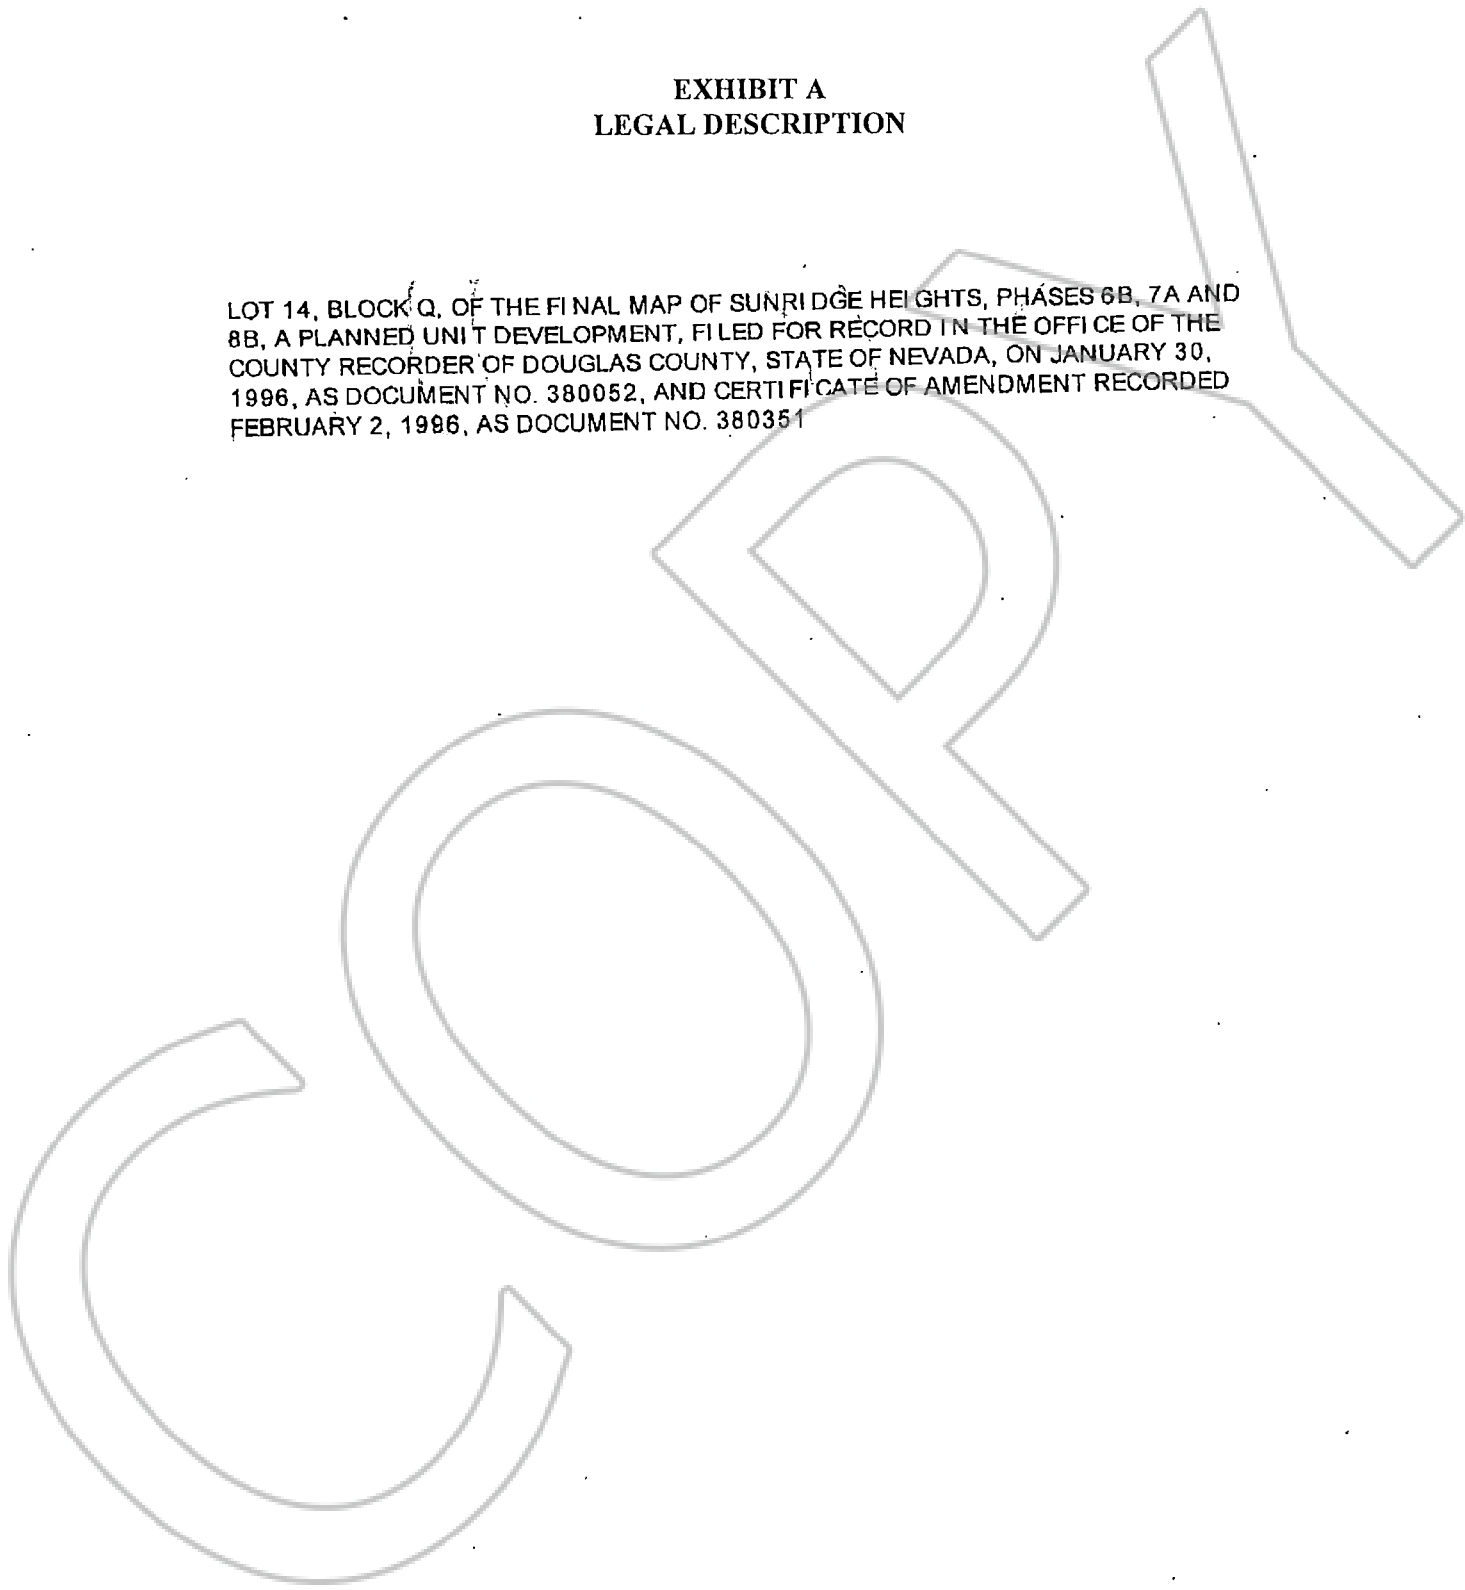 EXHIBIT A
LEGAL DESCRIPTION
LOT 14, BLOCK Q, OF THE FINAL MAP OF SUNRIDGE HEIGHTS, PHASES 6B, 7A AND
8B, A PLANNED UNIT DEVELOPMENT, FILED FOR RECORD IN THE OFFICE OF THE
COUNTY RECORDER OF DOUGLAS COUNTY, STATE OF NEVADA, ON JANUARY 30,
1996, AS DOCUMENT NO. 380052, AND CERTIFICATE OF AMENDMENT RECORDED
FEBRUARY 2, 1996, AS DOCUMENT NO. 380351
COPY